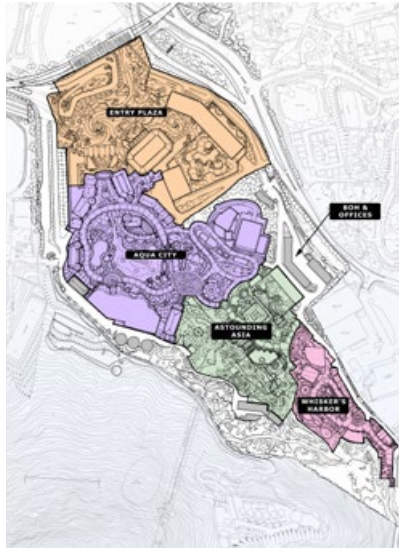 ENTRY PLAZA
BOH &
OFFICES
AQUA CITY
ASTOUNDING
ASIA
WHISKER'S
HARBOR